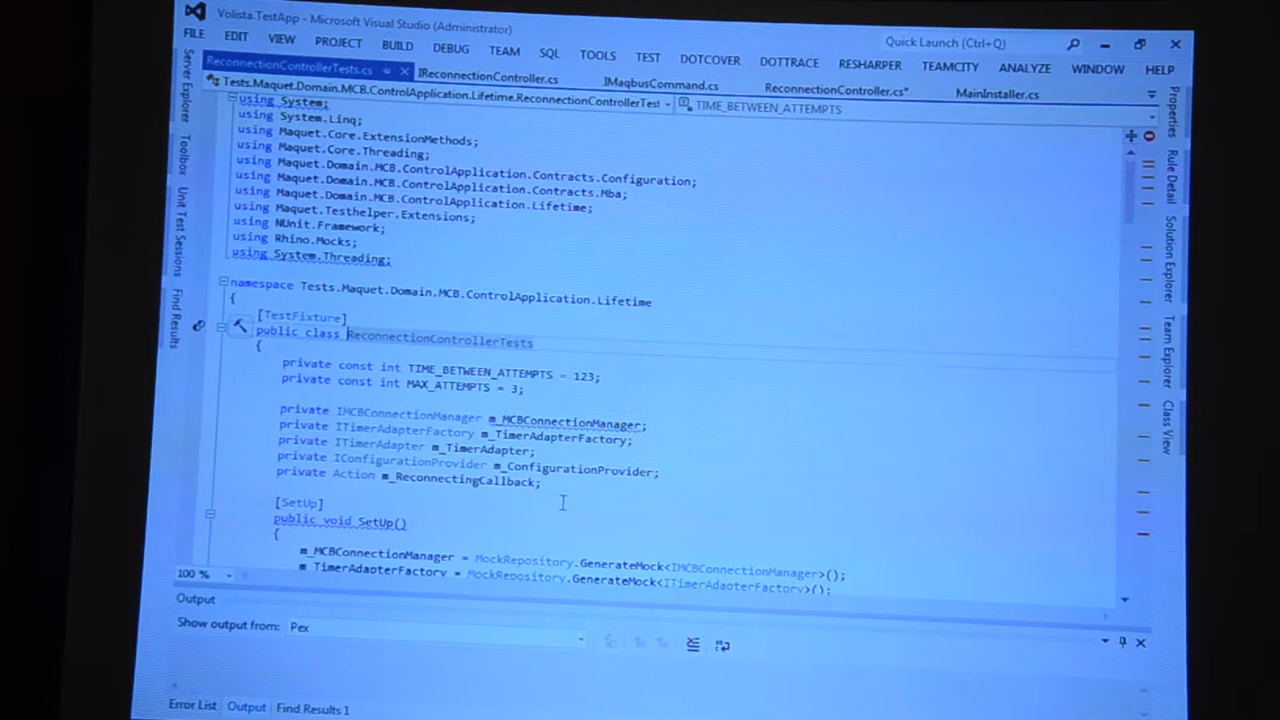 Volista.TestApp - Microsoft Visual Studio (Administrator)
Quick Launch (Ctrl+Q)
FILE EDIT VIEW PROJECT BUILD DEBUG TEAM SQL TOOLS TEST DOTCOVER DOTTRACE RESHARPER TEAMCITY ANALYZE WINDOW HELP
ReconnectionControllerTests.cs IReconnectionController.cs IMaqbusCommand.cs ReconnectionController.cs* MainInstaller.cs
Tests.Maquet.Domain.MCB.ControlApplication.Lifetime.ReconnectionControllerTest TIME_BETWEEN_ATTEMPTS
using System;
using System.Linq;
using Maquet.Core.ExtensionMethods;
using Maquet.Core.Threading;
using Maquet.Domain.MCB.ControlApplication.Contracts.Configuration;
using Maquet.Domain.MCB.ControlApplication.Contracts.Mba;
using Maquet.Domain.MCB.ControlApplication.Lifetime;
using Maquet.Testhelper.Extensions;
using NUnit.Framework;
using Rhino.Mocks;
using System.Threading;
namespace Tests.Maquet.Domain.MCB.ControlApplication.Lifetime
{
[TestFixture]
public class ReconnectionControllerTests
{
private const int TIME_BETWEEN_ATTEMPTS = 123;
private const int MAX_ATTEMPTS = 3;
private IMCBConnectionManager m_MCBConnectionManager;
private ITimerAdapterFactory m_TimerAdapterFactory;
private ITimerAdapter m_TimerAdapter;
private IConfigurationProvider m_ConfigurationProvider;
private Action m_ReconnectingCallback;
[SetUp]
public void SetUp()
{
m_MCBConnectionManager = MockRepository.GenerateMock<IMCBConnectionManager>();
m_TimerAdapterFactory = MockRepository.GenerateMock<ITimerAdapterFactory>();
100 %
Output
Show output from: Pex
Error List Output Find Results 1
Server Explorer
Toolbox
Unit Test Sessions
Find Results
Properties
Rule Detail
Solution Explorer
Team Explorer
Class View